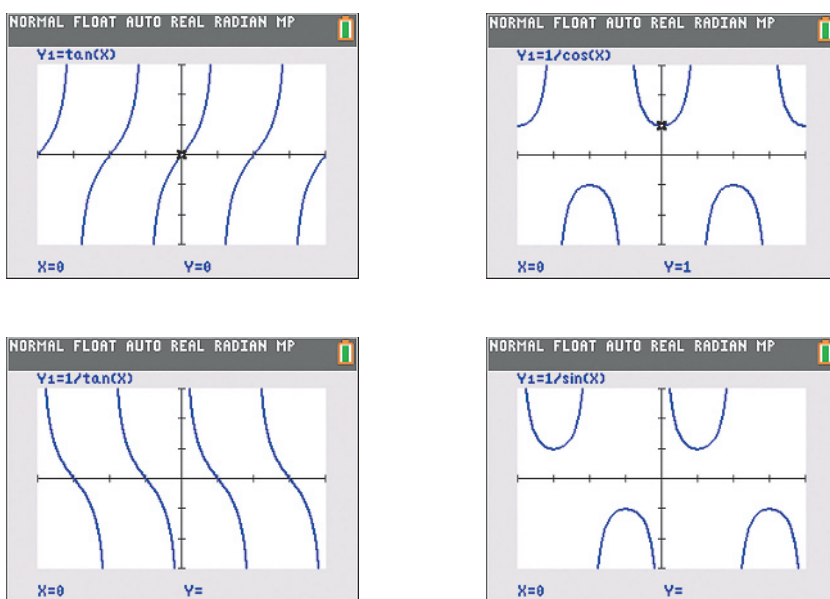 NORMAL FLOAT AUTO REAL RADIAN MP
Y1=tan(X)
X=0 Y=0
NORMAL FLOAT AUTO REAL RADIAN MP
Y1=1/cos(X)
X=0 Y=1
NORMAL FLOAT AUTO REAL RADIAN MP
Y1=1/tan(X)
X=0 Y=
NORMAL FLOAT AUTO REAL RADIAN MP
Y1=1/sin(X)
X=0 Y=